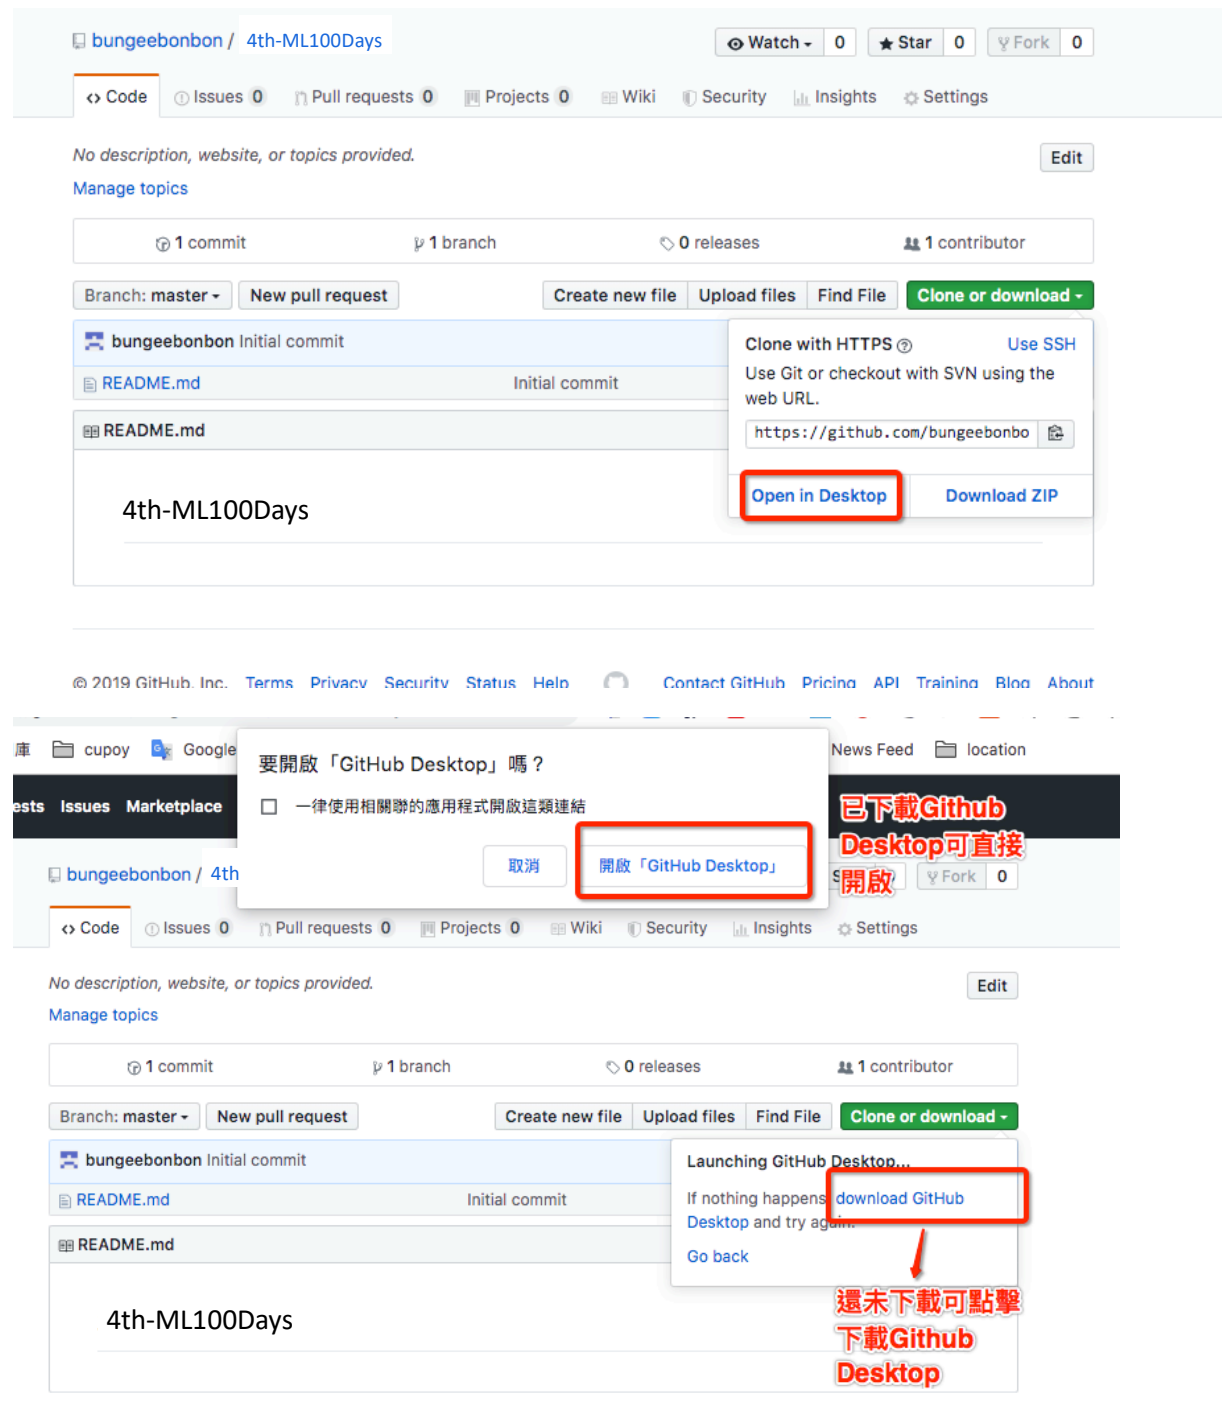 bungeebonbon / 4th-ML100Days
Watch 0 Star 0 Fork 0
Code Issues 0 Pull requests 0 Projects 0 Wiki Security Insights Settings
No description, website, or topics provided.
Edit
Manage topics
1 commit 1 branch 0 releases 1 contributor
Branch: master New pull request Create new file Upload files Find File Clone or download
bungeebonbon Initial commit
README.md Initial commit
README.md
4th-ML100Days
Clone with HTTPS Use SSH
Use Git or checkout with SVN using the
web URL.
https://github.com/bungeebonbo
Open in Desktop Download ZIP
© 2019 GitHub, Inc. Terms Privacy Security Status Help Contact GitHub Pricing API Training Blog About
庫 cupoy Google News Feed location
要開啟「GitHub Desktop」嗎？
一律使用相關聯的應用程式開啟這類連結
取消 開啟「GitHub Desktop」
已下載Github
Desktop可直接
開啟
ests Issues Marketplace
bungeebonbon / 4th
Fork 0
Code Issues 0 Pull requests 0 Projects 0 Wiki Security Insights Settings
No description, website, or topics provided.
Edit
Manage topics
1 commit 1 branch 0 releases 1 contributor
Branch: master New pull request Create new file Upload files Find File Clone or download
bungeebonbon Initial commit
README.md Initial commit
README.md
4th-ML100Days
Launching GitHub Desktop...
If nothing happens, download GitHub
Desktop and try again.
Go back
還未下載可點擊
下載Github
Desktop